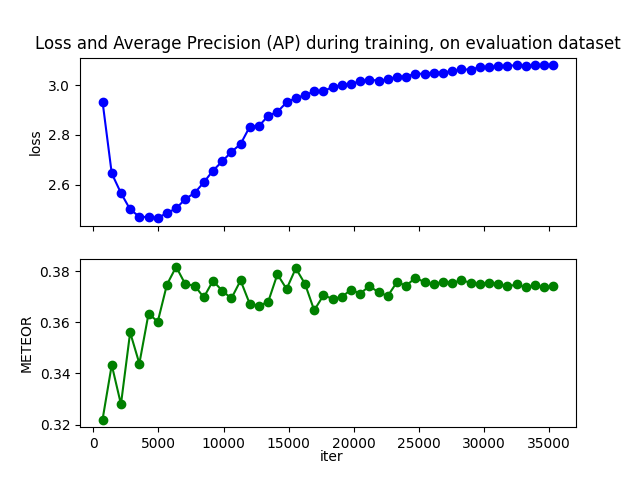 Loss and Average Precision (AP) during training, on evaluation dataset
3.0
2.8
2.6
loss
0.38
0.36
0.34
0.32
METEOR
0 5000 10000 15000 20000 25000 30000 35000
iter